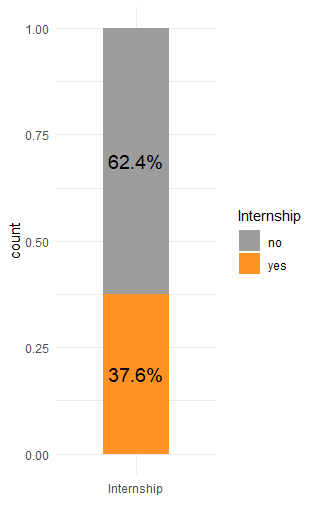 1.00
0.75
0.50
0.25
0.00
count
62.4%
37.6%
Internship
Internship
no
yes